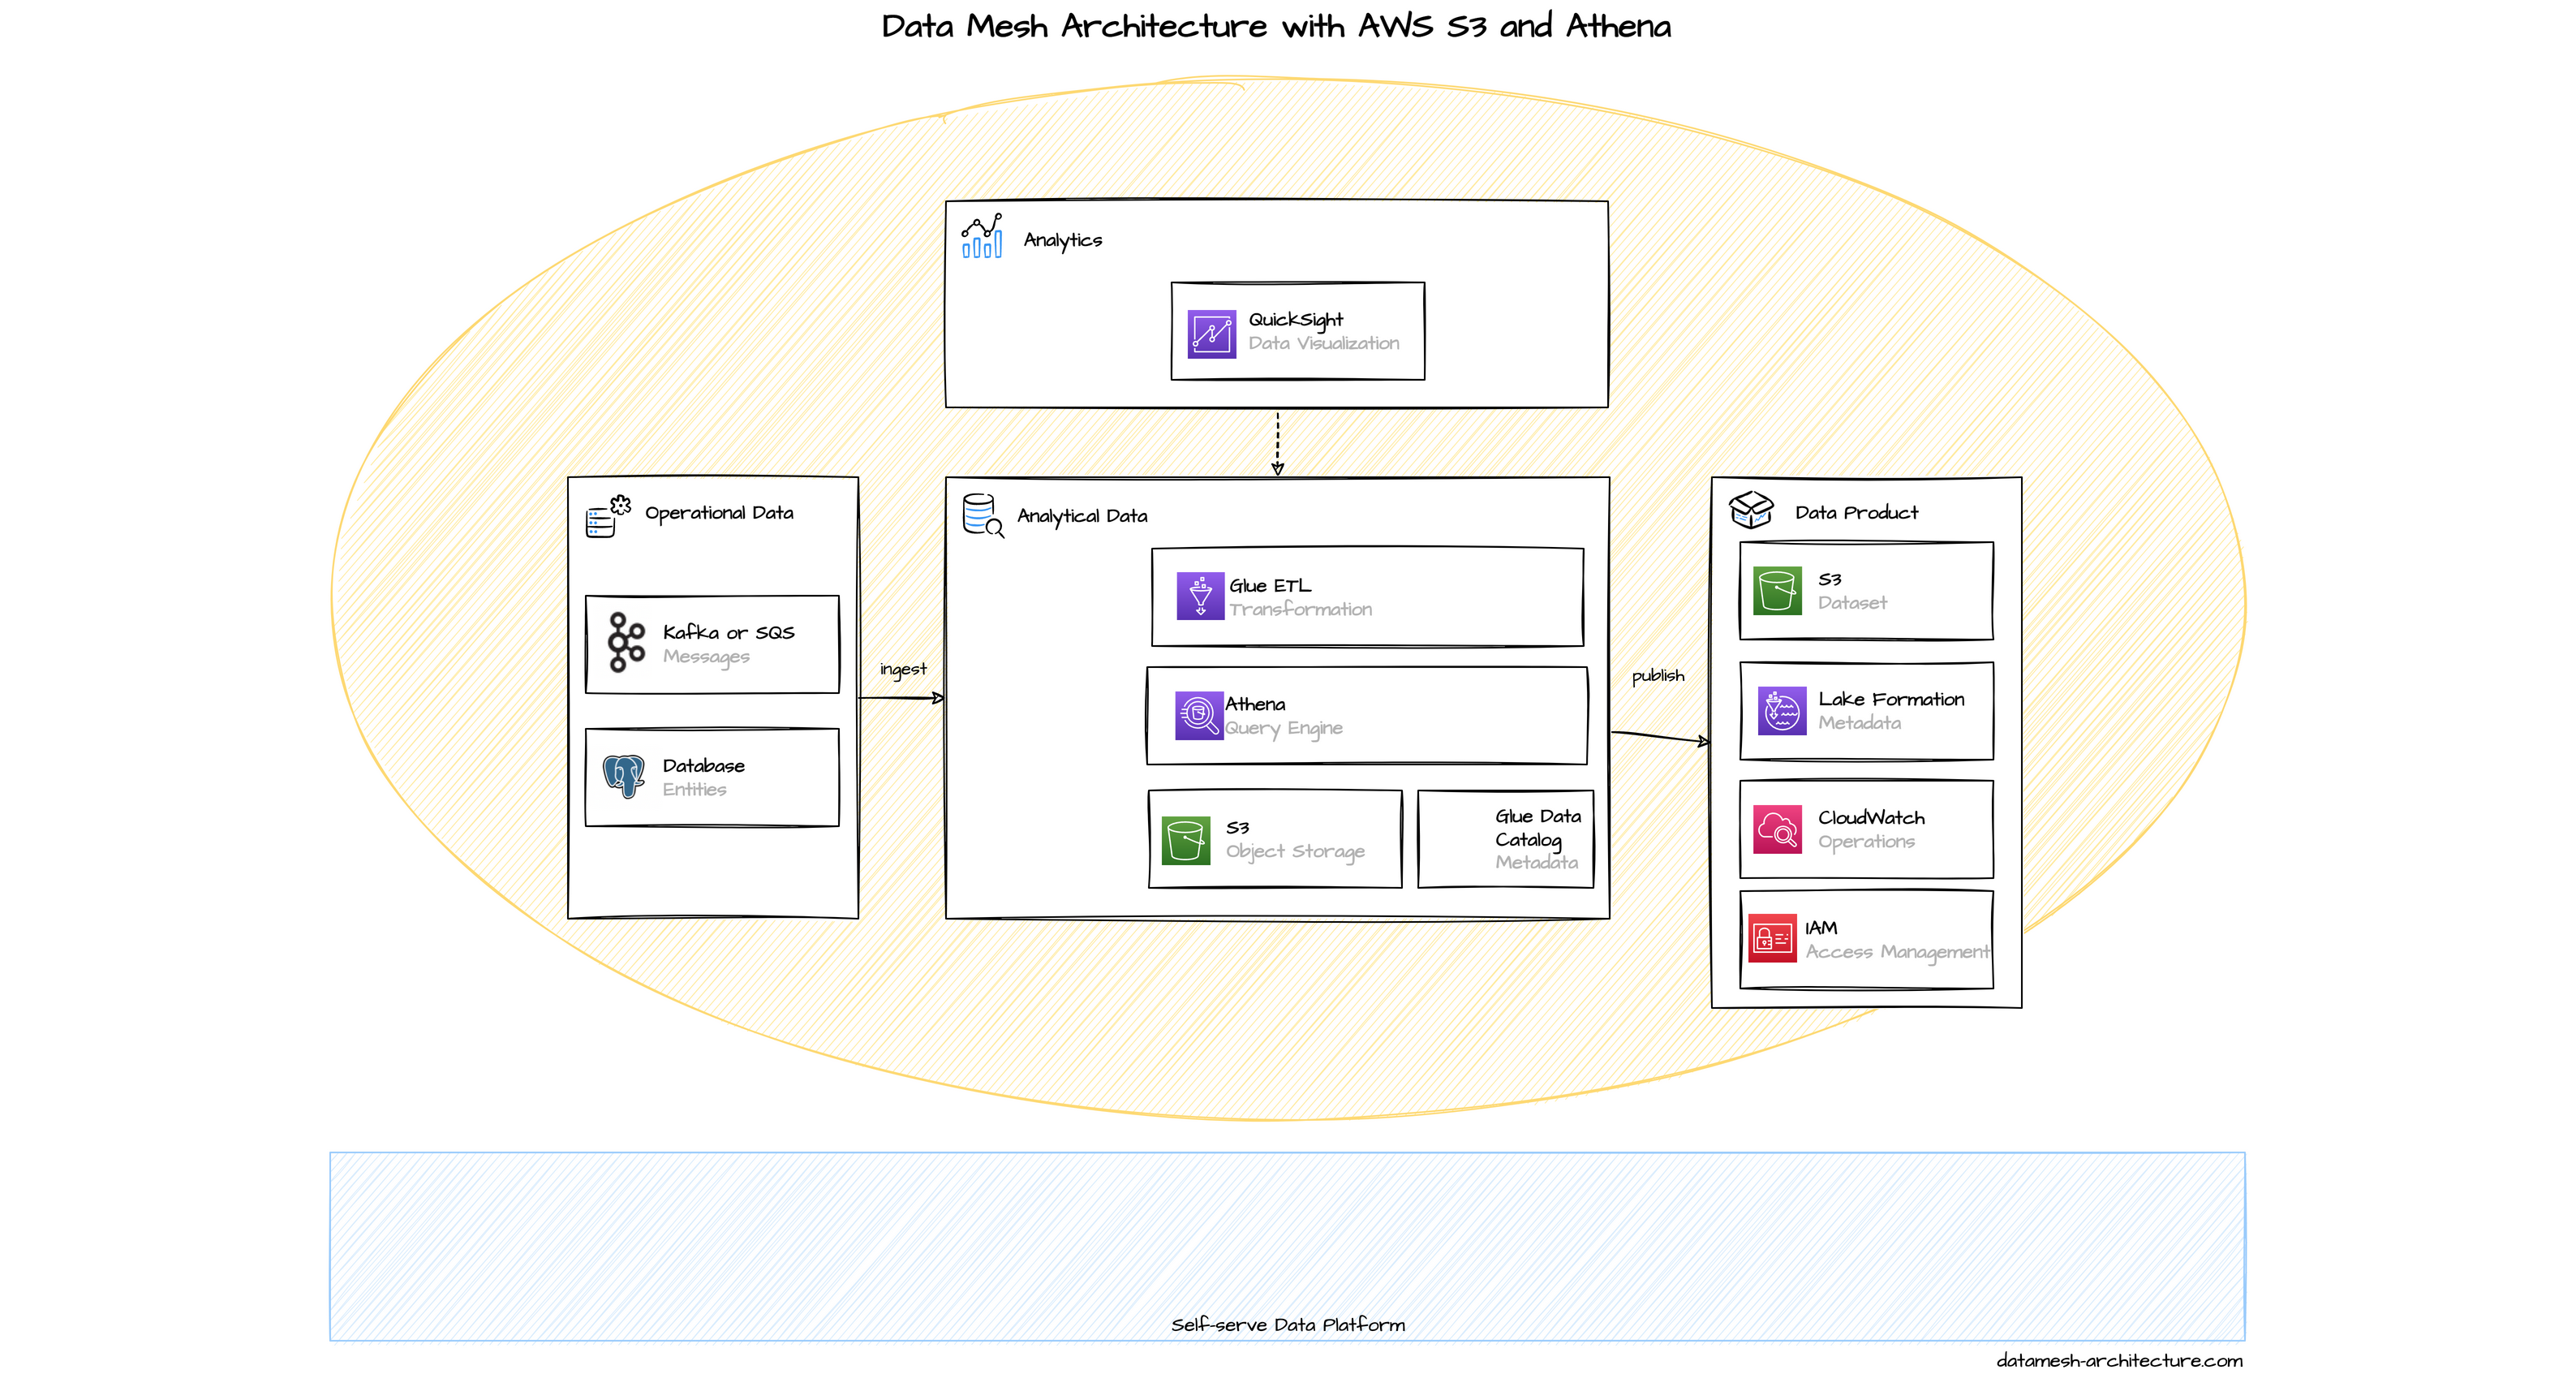 Data Mesh Architecture with AWS S3 and Athena
Analytics
QuickSight
Data Visualization
Operational Data
Kafka or SQS
Messages
Database
Entities
ingest
Analytical Data
Glue ETL
Transformation
Athena
Query Engine
S3
Object Storage
Glue Data
Catalog
Metadata
publish
Data Product
S3
Dataset
Lake Formation
Metadata
CloudWatch
Operations
IAM
Access Management
Self-serve Data Platform
datamesh-architecture.com